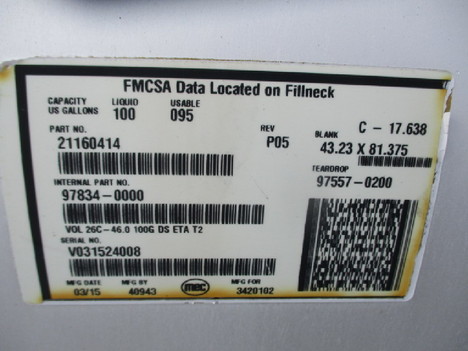 FMCSA Data Located on Fillneck
CAPACITY LIQUID USABLE
US GALLONS 100 095
C - 17.638
PART NO. REV BLANK
21160414 P05 43.23 X 81.375
TEARDROP
INTERNAL PART NO. 97557-0200
97834-0000
VOL 26C-46.0 100G DS ETA T2
SERIAL NO.
V031524008
MFG DATE MFG BY mec MFG FOR
03/15 40943 3420102